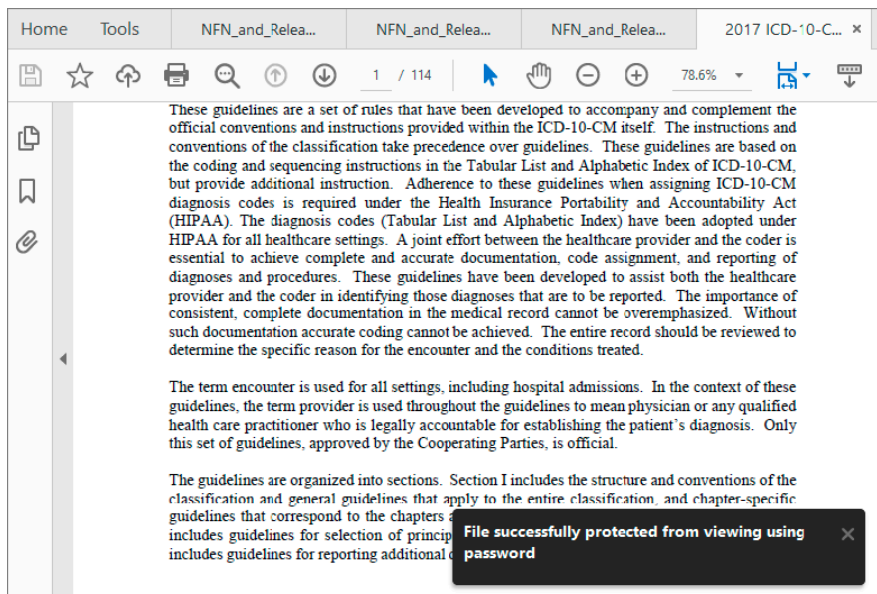 Home Tools NFN_and_Relea... NFN_and_Relea... NFN_and_Relea... 2017 ICD-10-C... ×
1 / 114 78.6%
These guidelines are a set of rules that have been developed to accompany and complement the
official conventions and instructions provided within the ICD-10-CM itself. The instructions and
conventions of the classification take precedence over guidelines. These guidelines are based on
the coding and sequencing instructions in the Tabular List and Alphabetic Index of ICD-10-CM,
but provide additional instruction. Adherence to these guidelines when assigning ICD-10-CM
diagnosis codes is required under the Health Insurance Portability and Accountability Act
(HIPAA). The diagnosis codes (Tabular List and Alphabetic Index) have been adopted under
HIPAA for all healthcare settings. A joint effort between the healthcare provider and the coder is
essential to achieve complete and accurate documentation, code assignment, and reporting of
diagnoses and procedures. These guidelines have been developed to assist both the healthcare
provider and the coder in identifying those diagnoses that are to be reported. The importance of
consistent, complete documentation in the medical record cannot be overemphasized. Without
such documentation accurate coding cannot be achieved. The entire record should be reviewed to
determine the specific reason for the encounter and the conditions treated.
The term encounter is used for all settings, including hospital admissions. In the context of these
guidelines, the term provider is used throughout the guidelines to mean physician or any qualified
health care practitioner who is legally accountable for establishing the patient's diagnosis. Only
this set of guidelines, approved by the Cooperating Parties, is official.
The guidelines are organized into sections. Section I includes the structure and conventions of the
classification and general guidelines that apply to the entire classification, and chapter-specific
guidelines that correspond to the chapters
includes guidelines for selection of princip
includes guidelines for reporting additional
File successfully protected from viewing using
password